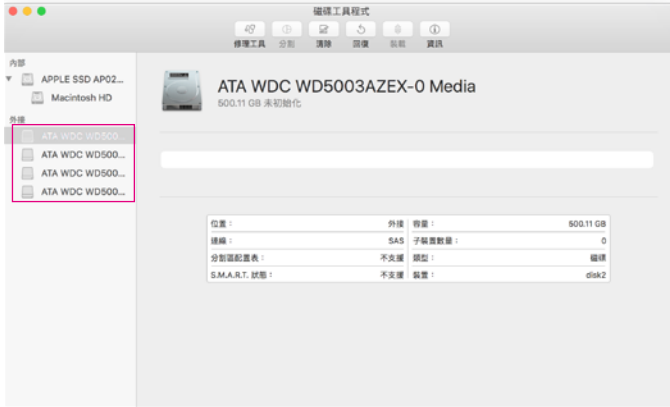 磁碟工具程式
修理工具 分割 清除 回復 裝載 資訊
內部
APPLE SSD AP02...
Macintosh HD
外接
ATA WDC WD500...
ATA WDC WD500...
ATA WDC WD500...
ATA WDC WD500...
ATA WDC WD5003AZEX-0 Media
500.11 GB 未初始化
位置： 外接 容量： 500.11 GB
連線： SAS 子裝置數量： 0
分割區配置表： 不支援 類型： 磁碟
S.M.A.R.T. 狀態： 不支援 裝置： disk2